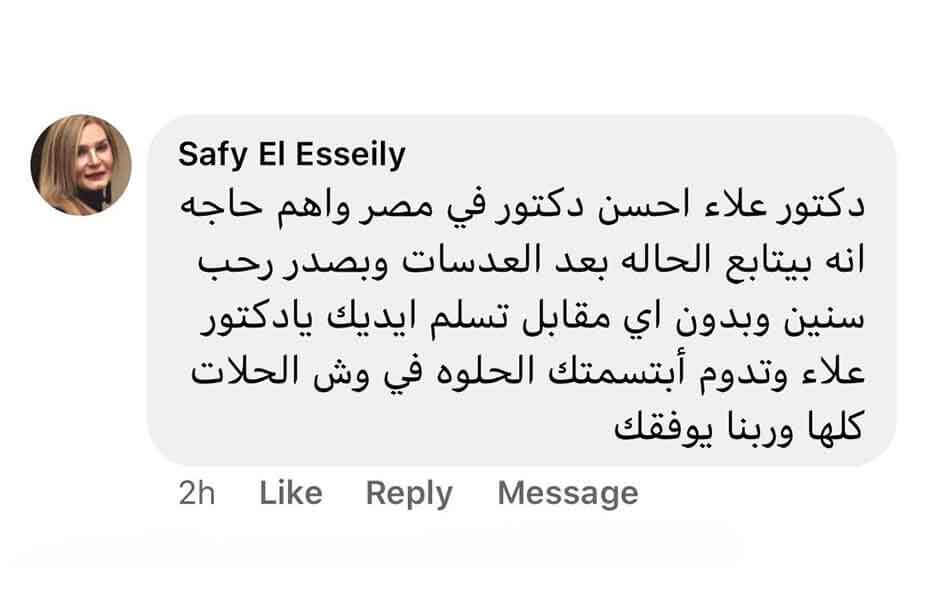 Safy El Esseily
دكتور علاء احسن دكتور في مصر واهم حاجه
انه بيتابع الحاله بعد العدسات وبصدر رحب
سنين وبدون اي مقابل تسلم ايديك يادكتور
علاء وتدوم أبتسمتك الحلوه في وش الحلات
كلها وربنا يوفقك
2h Like Reply Message